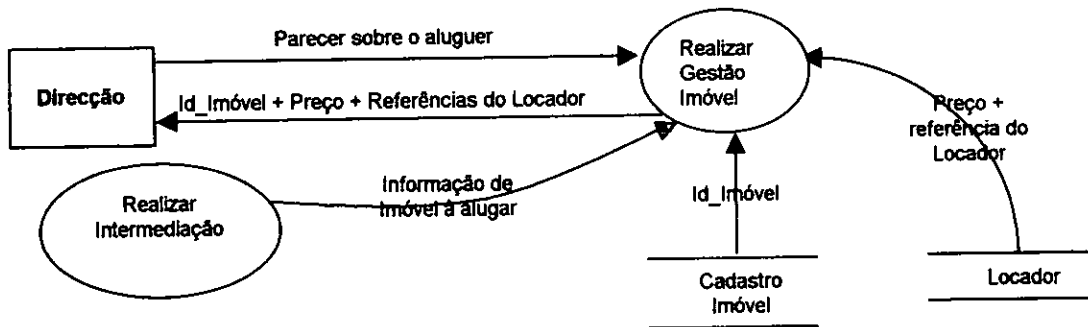 Parecer sobre o aluguer
Realizar
Gestão
Imóvel
Direcção
Id_Imóvel + Preço + Referências do Locador
Preço +
referência do
Locador
Informação de
Imóvel à alugar
Id_Imóvel
Realizar
Intermediação
Cadastro
Imóvel
Locador